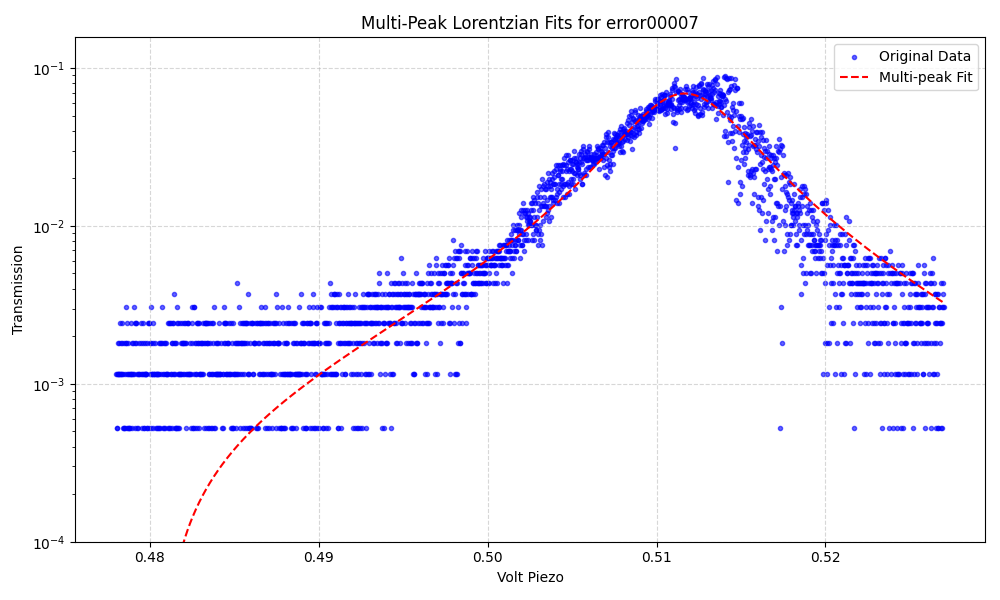 Multi-Peak Lorentzian Fits for error00007
Original Data
Multi-peak Fit
Transmission
10⁻¹
10⁻²
10⁻³
10⁻⁴
0.48 0.49 0.50 0.51 0.52
Volt Piezo